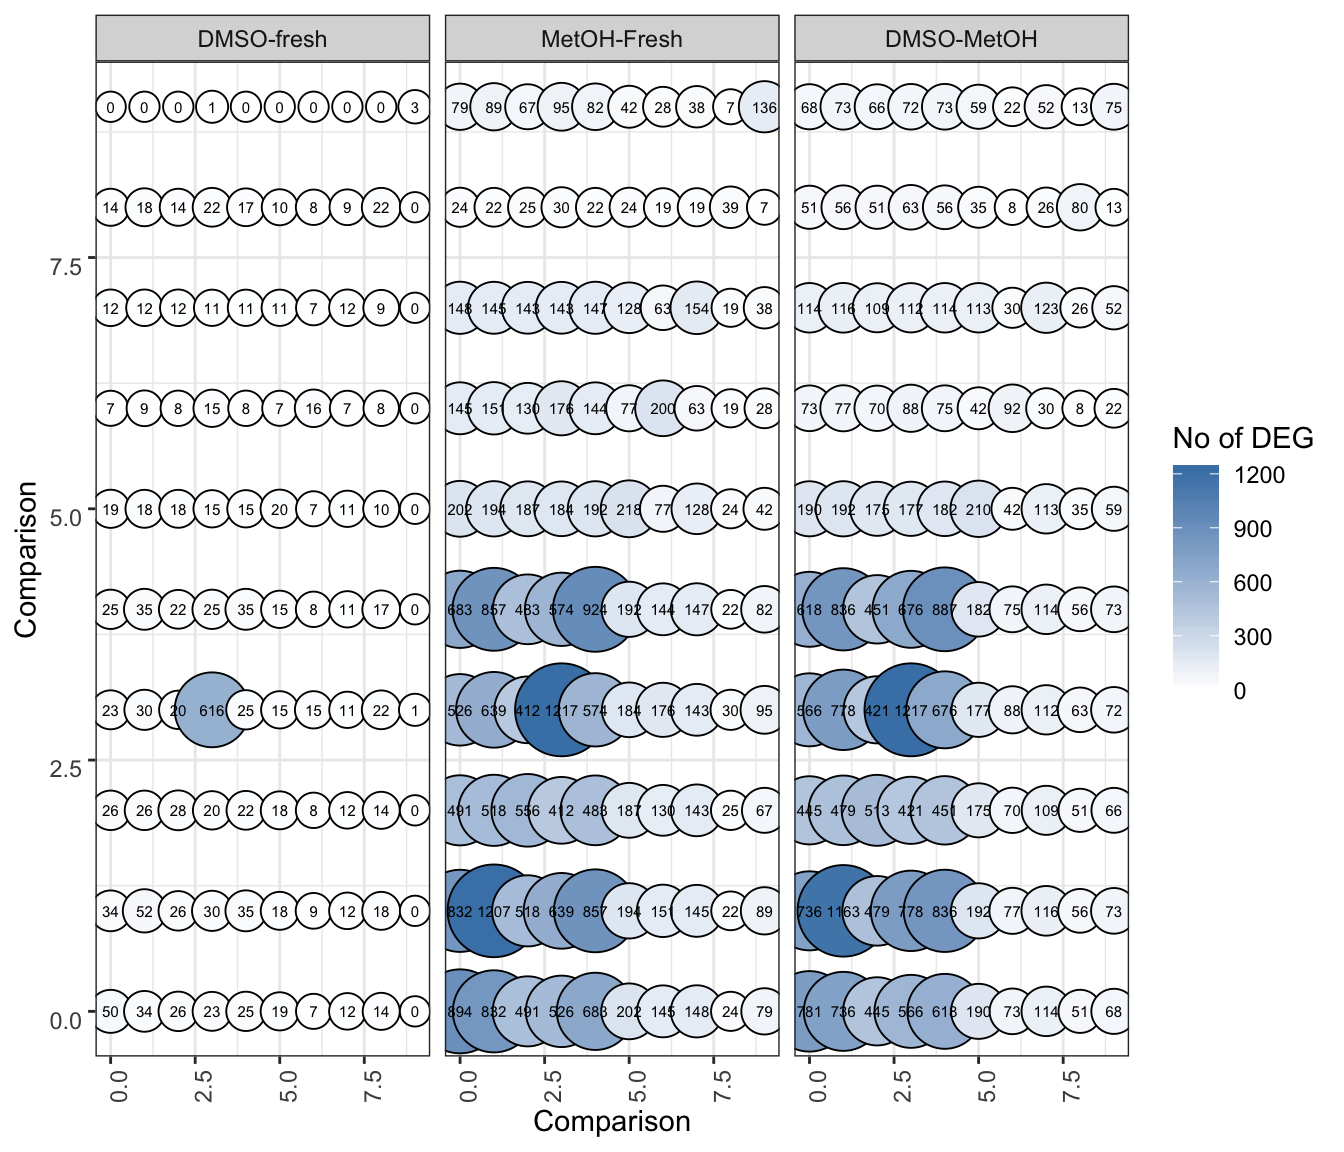 DMSO-fresh MetOH-Fresh DMSO-MetOH
0 0 0 1 0 0 0 0 0 3 79 89 67 95 82 42 28 38 7 136 68 73 66 72 73 59 22 52 13 75
14 18 14 22 17 10 8 9 22 0 24 22 25 30 22 24 19 19 39 7 51 56 51 63 56 35 8 26 80 13
7.5
12 12 12 11 11 11 7 12 9 0 148 145 143 143 147 128 63 154 19 38 114 116 109 112 114 113 30 123 26 52
7 9 8 15 8 7 16 7 8 0 145 151 130 176 144 77 200 63 19 28 73 77 70 88 75 42 92 30 8 22
No of DEG
1200
900
600
300
0
5.0
19 18 18 15 15 20 7 11 10 0 202 194 187 184 192 218 77 128 24 42 190 192 175 177 182 210 42 113 35 59
Comparison
25 35 22 25 35 15 8 11 17 0 683 857 483 574 924 192 144 147 22 82 618 836 451 676 887 182 75 114 56 73
23 30 20 616 25 15 15 11 22 1 526 639 412 1217 574 184 176 143 30 95 566 778 421 1217 676 177 88 112 63 72
2.5
26 26 28 20 22 18 8 12 14 0 491 518 556 412 483 187 130 143 25 67 445 479 513 421 451 175 70 109 51 66
34 52 26 30 35 18 9 12 18 0 832 1207 518 639 857 194 151 145 22 89 736 1163 479 778 836 192 77 116 56 73
0.0
50 34 26 23 25 19 7 12 14 0 894 832 491 526 683 202 145 148 24 79 781 736 445 566 618 190 73 114 51 68
0.0 2.5 5.0 7.5 0.0 2.5 5.0 7.5 0.0 2.5 5.0 7.5
Comparison